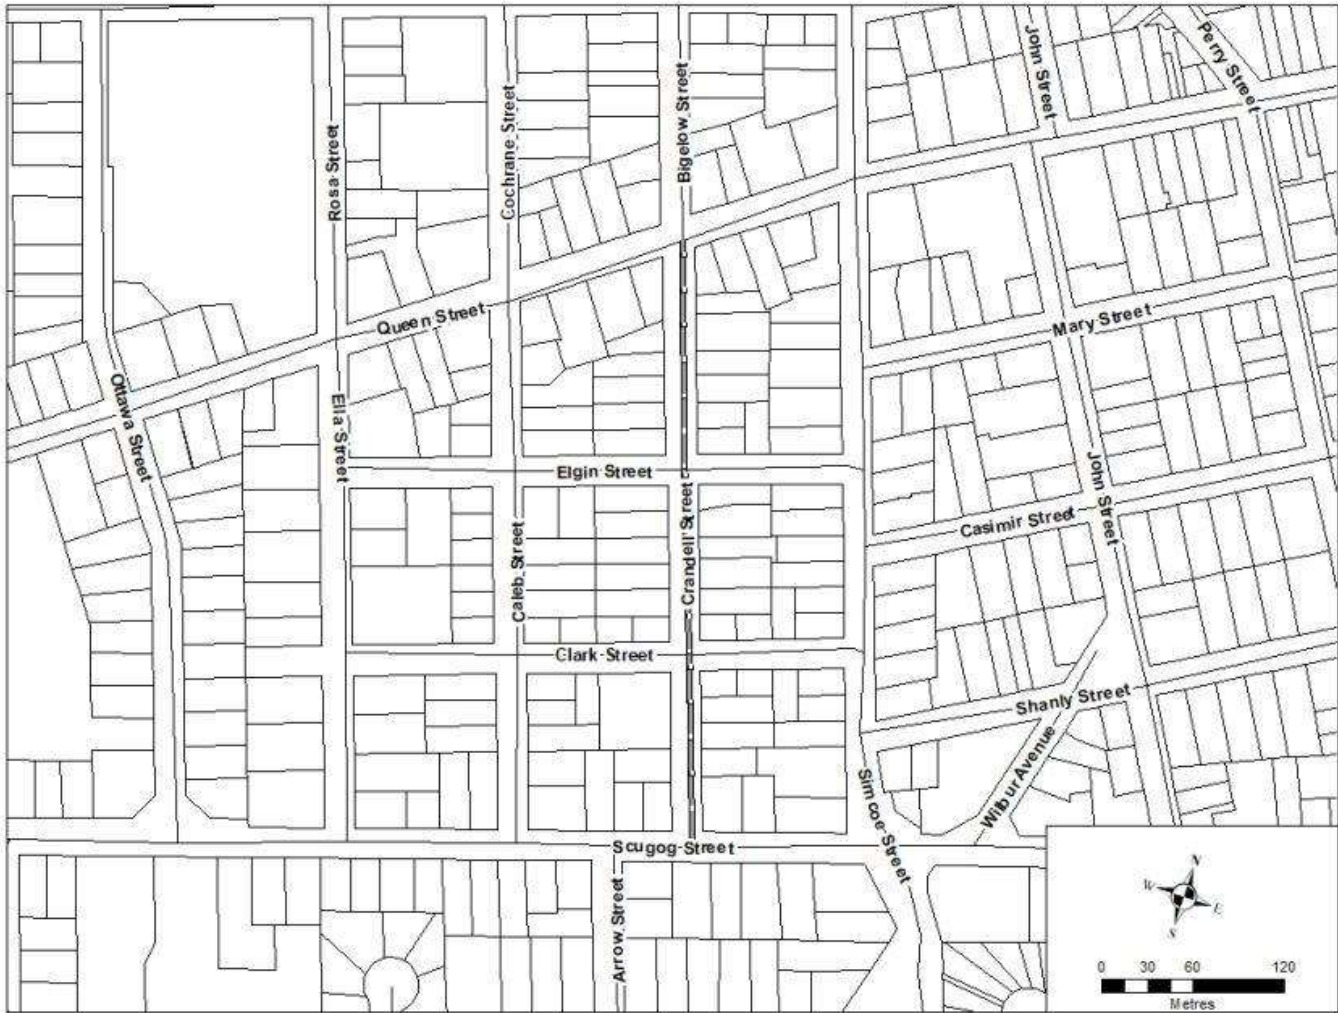 John Street
Perry Street
Bigelow Street
Cochrane Street
Rosa Street
Queen Street
Mary Street
Ottawa Street
Ella Street
Elgin Street
Crandell Street
John Street
Casimir Street
Caleb Street
Clark Street
Shanly Street
Wilbur Avenue
Simcoe Street
Scugog Street
Arrow Street
N
W
E
S
0 30 60 120
Metres